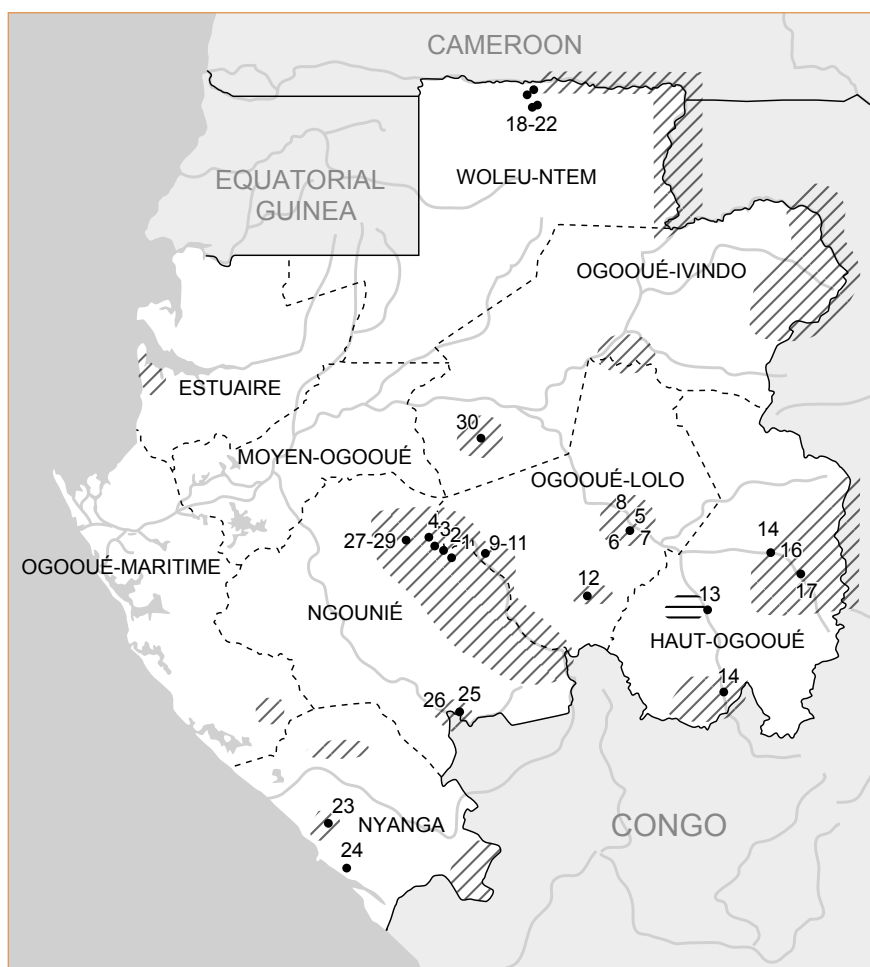 CAMEROON
18-22
WOLEU-NTEM
EQUATORIAL
GUINEA
OGOOUÉ-IVINDO
ESTUAIRE
30
MOYEN-OGOOUÉ
OGOOUÉ-LOLO
8
5
4
3
2
1
27-29
9-11
6
7
14
16
OGOOUÉ-MARITIME
12
17
13
NGOUNIÉ
HAUT-OGOOUÉ
14
26
25
23
NYANGA
CONGO
24